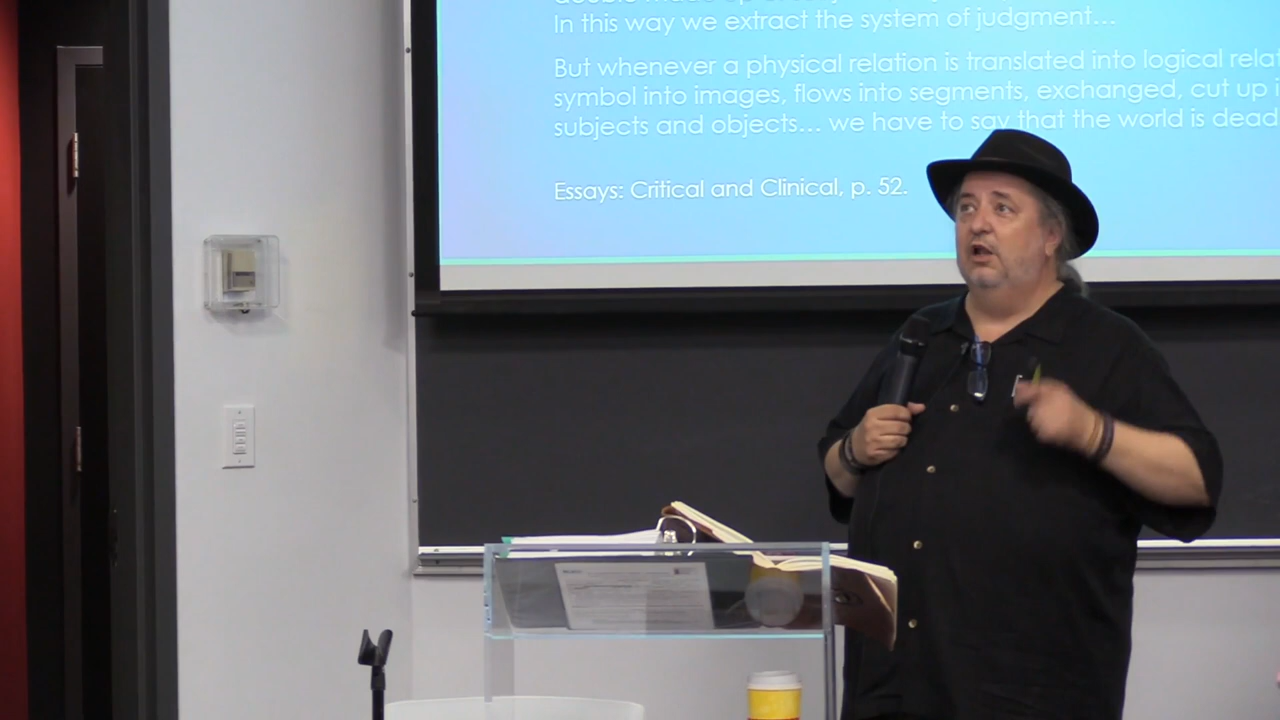 In this way we extract the system of judgment...
But whenever a physical relation is translated into logical
symbol into images, flows into segments, exchanged, cut up
subjects and objects... we have to say that the world is dead
Essays: Critical and Clinical, p. 52.